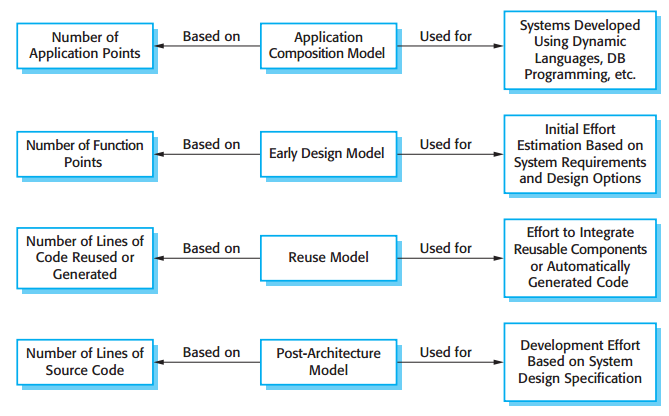 Number of
Application Points
Based on
Application
Composition Model
Used for
Systems Developed
Using Dynamic
Languages, DB
Programming, etc.
Number of Function
Points
Based on
Early Design Model
Used for
Initial Effort
Estimation Based on
System Requirements
and Design Options
Number of Lines of
Code Reused or
Generated
Based on
Reuse Model
Used for
Effort to Integrate
Reusable Components
or Automatically
Generated Code
Number of Lines of
Source Code
Based on
Post-Architecture
Model
Used for
Development Effort
Based on System
Design Specification